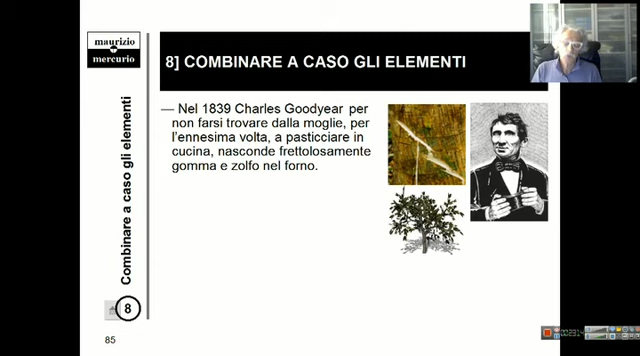 maurizio
mercurio
8] COMBINARE A CASO GLI ELEMENTI
— Nel 1839 Charles Goodyear per
non farsi trovare dalla moglie, per
l'ennesima volta, a pasticciare in
cucina, nasconde frettolosamente
gomma e zolfo nel forno.
Combinare a caso gli elementi
8
85